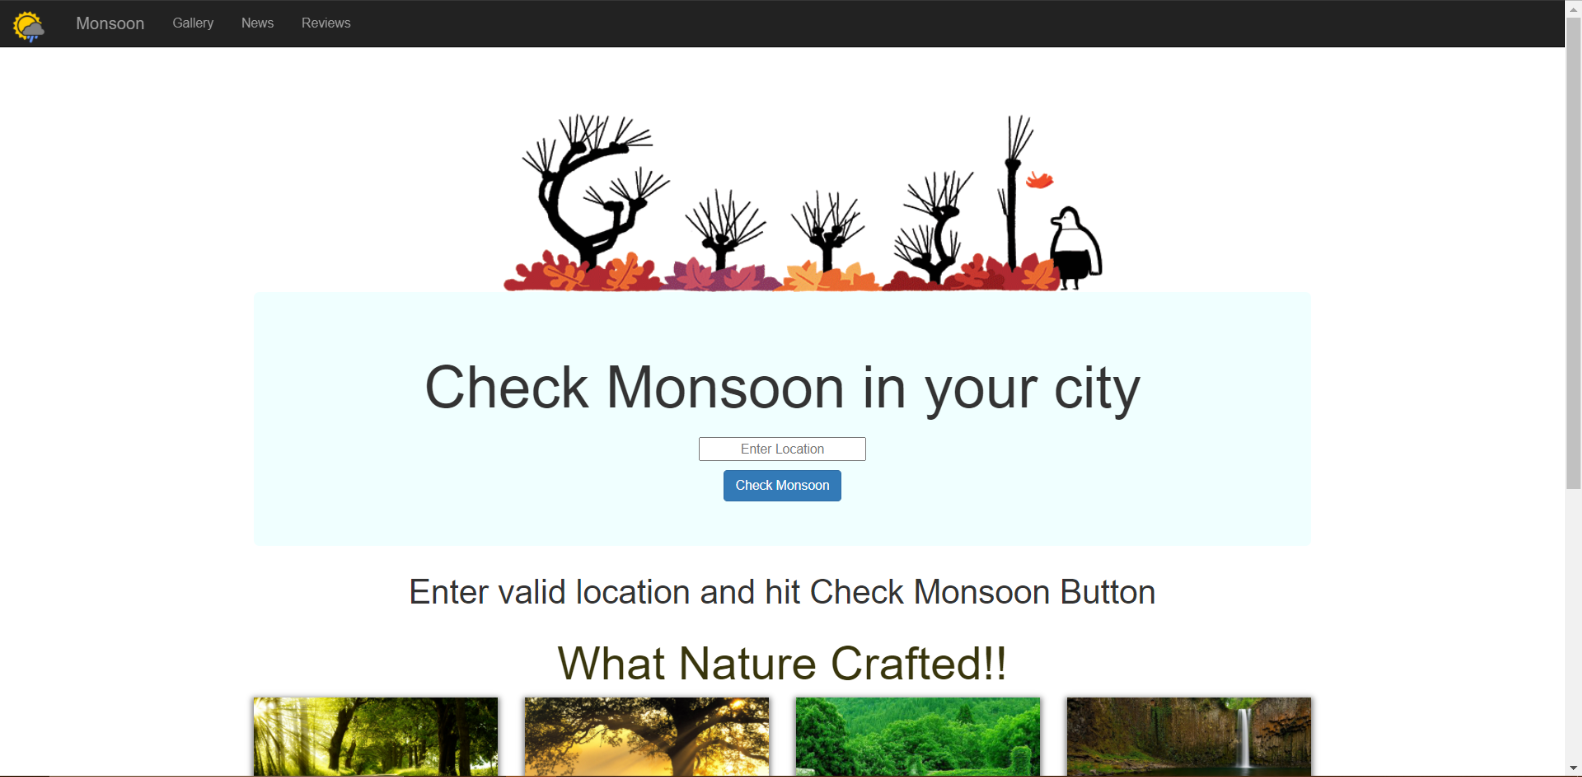 Monsoon Gallery News Reviews
Check Monsoon in your city
Enter Location
Check Monsoon
Enter valid location and hit Check Monsoon Button
What Nature Crafted!!